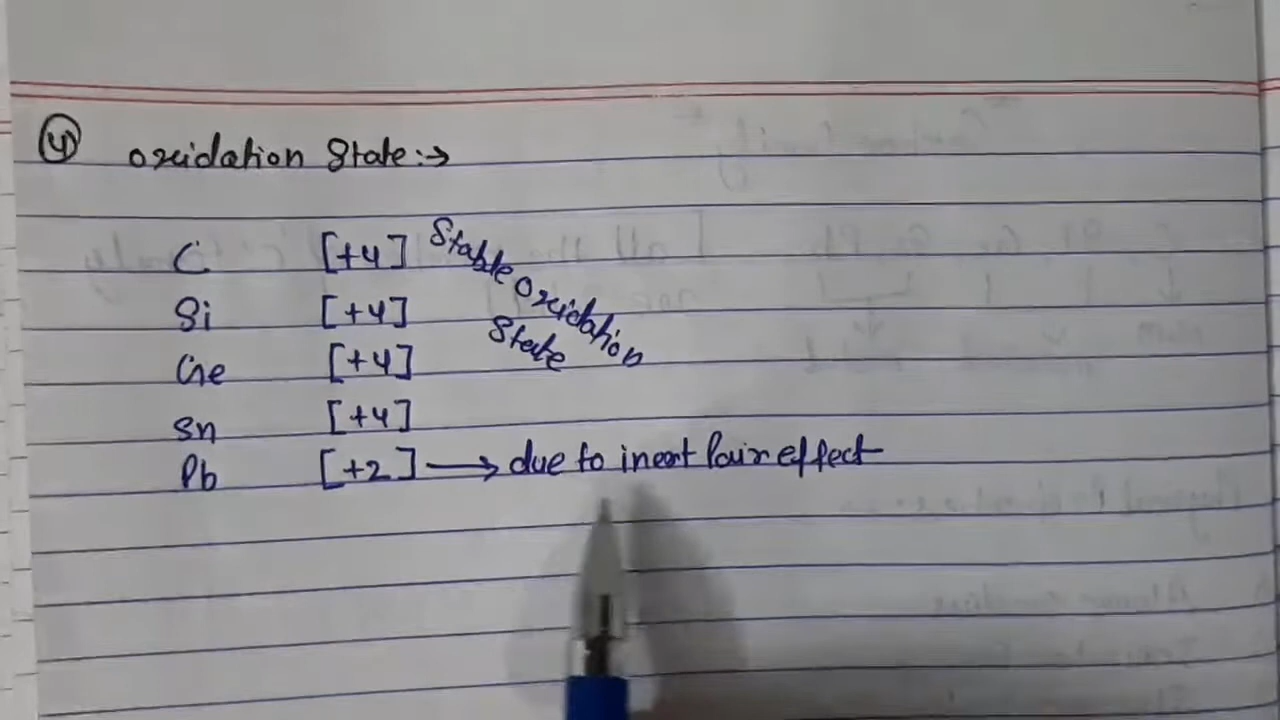 ④ Oxidation State:→
C [+4] Stable oxidation
State
Si [+4]
Ge [+4]
Sn [+4]
Pb [+2] → due to inert Pair effect